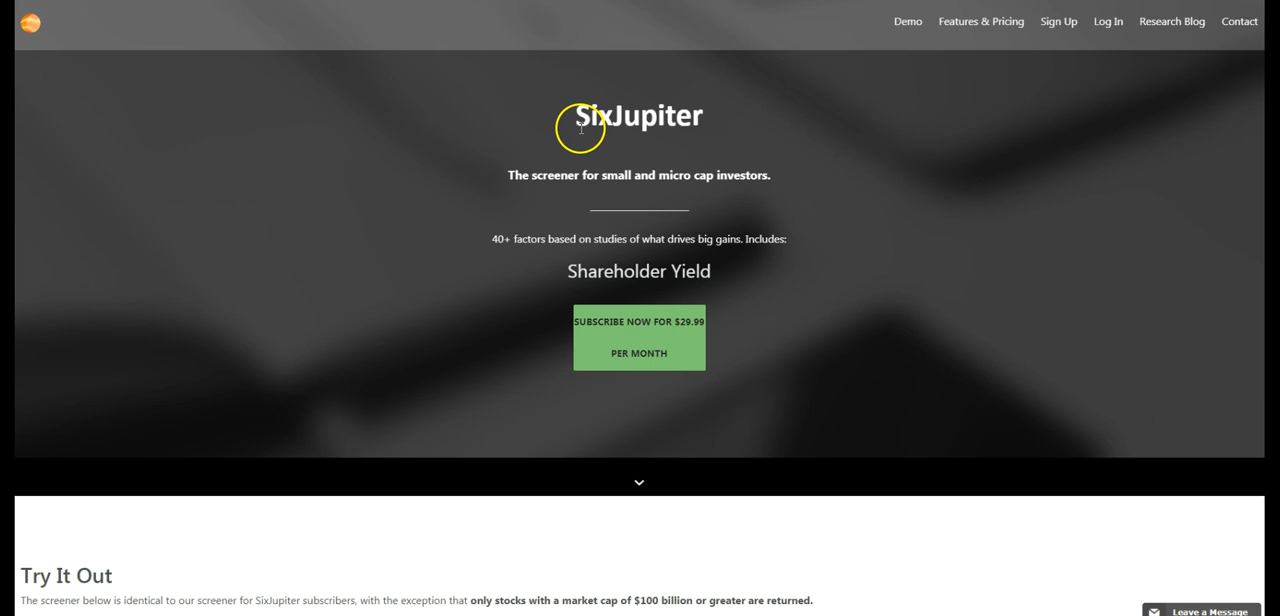 Demo Features & Pricing Sign Up Log In Research Blog Contact
SixJupiter
The screener for small and micro cap investors.
40+ factors based on studies of what drives big gains. Includes:
Shareholder Yield
SUBSCRIBE NOW FOR $29.99
PER MONTH
Try It Out
The screener below is identical to our screener for SixJupiter subscribers, with the exception that only stocks with a market cap of $100 billion or greater are returned.
Leave a Message